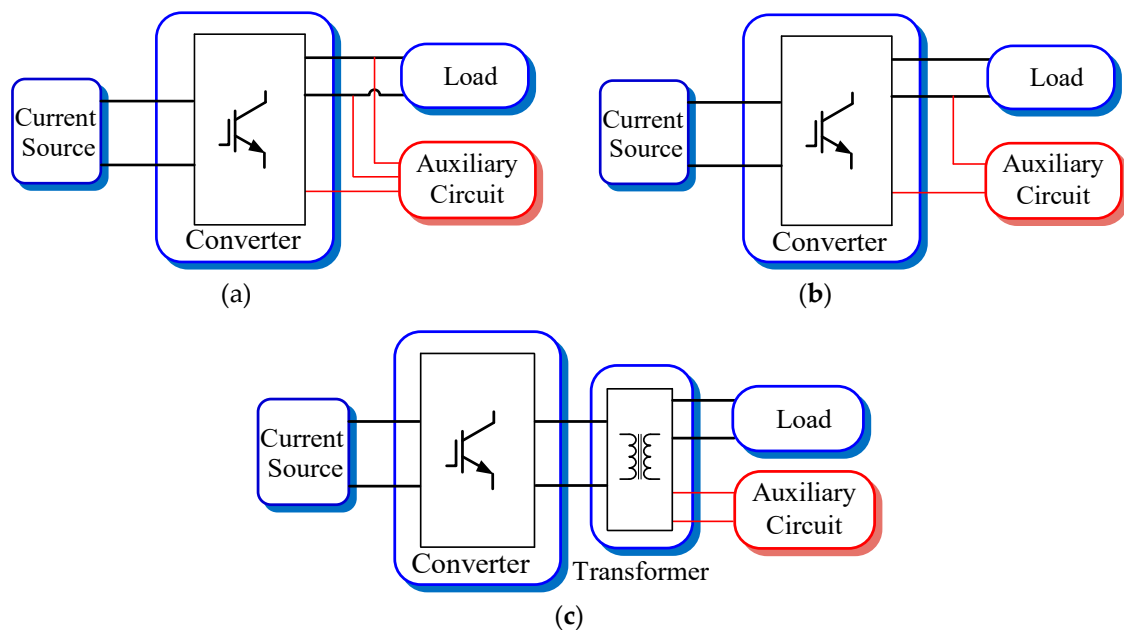 Current
Source
Converter
Load
Auxiliary
Circuit
(a)
Current
Source
Converter
Load
Auxiliary
Circuit
(b)
Current
Source
Converter
Transformer
Load
Auxiliary
Circuit
(c)